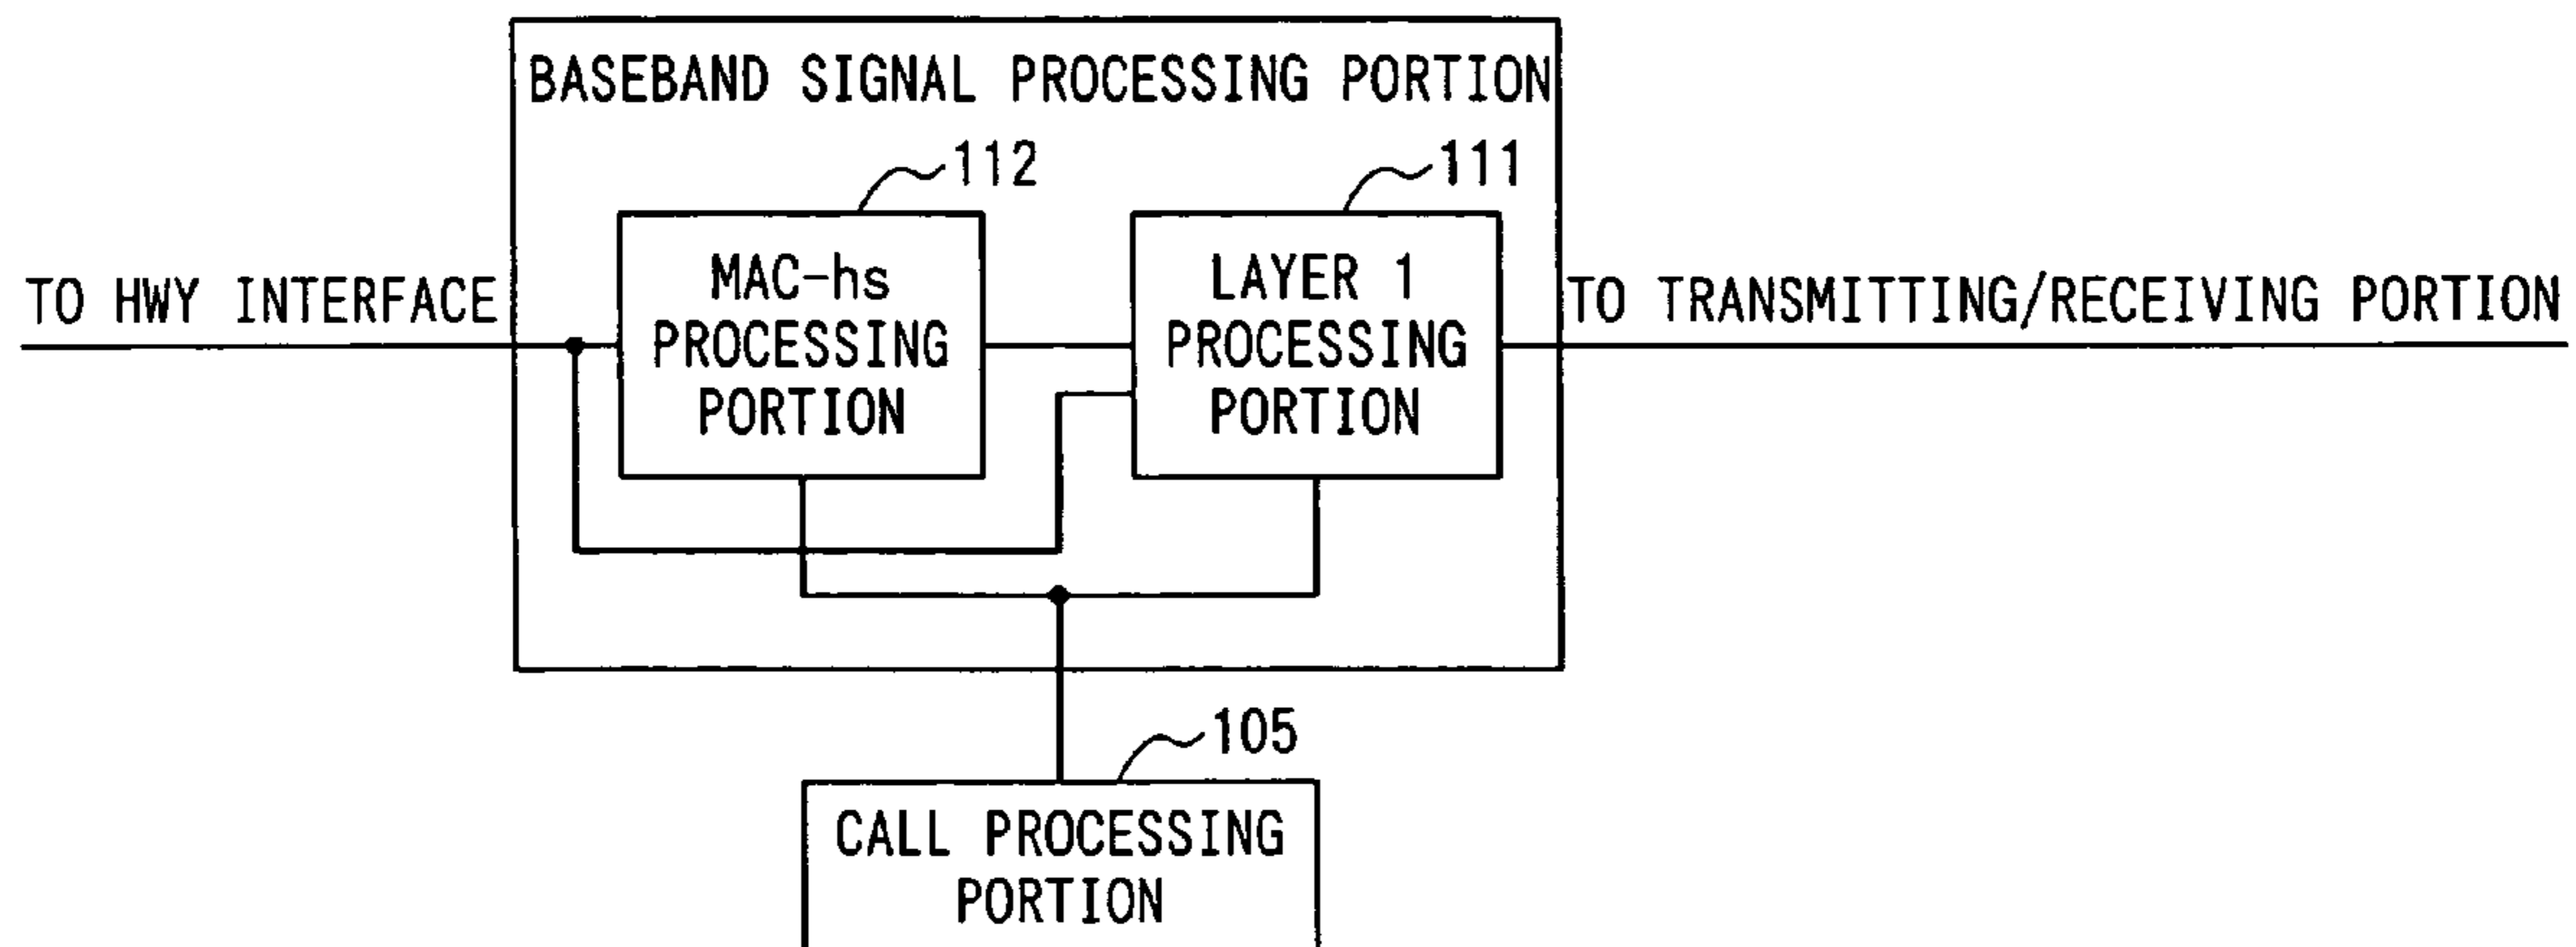 BASEBAND SIGNAL PROCESSING PORTION
112
111
TO HWY INTERFACE
MAC-hs
PROCESSING
PORTION
LAYER 1
PROCESSING
PORTION
TO TRANSMITTING/RECEIVING PORTION
105
CALL PROCESSING
PORTION